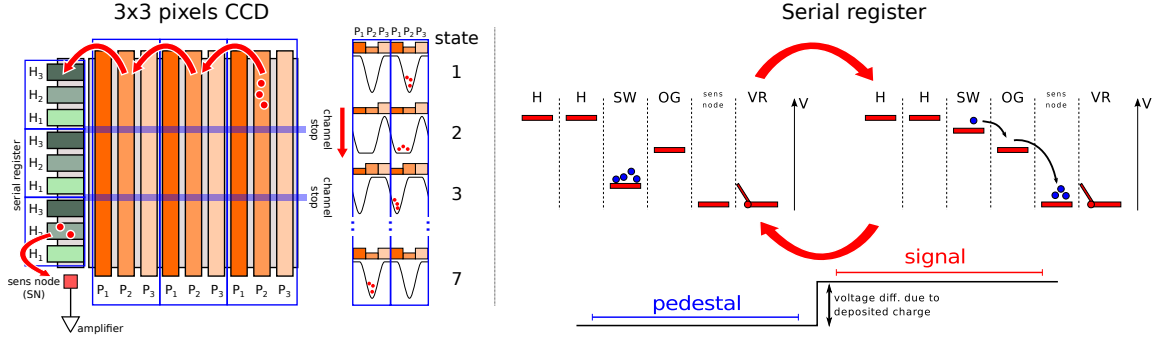 3x3 pixels CCD
H₃
H₂
H₁
H₃
H₂
H₁
H₃
H₂
H₁
serial register
sens node
(SN)
amplifier
P₁ P₂ P₃ P₁ P₂ P₃ P₁ P₂ P₃
channel
stop
channel
stop
P₁ P₂ P₃ P₁ P₂ P₃
state
1
2
3
7
Serial register
H H SW OG sens node VR V
H H SW OG sens node VR V
signal
pedestal
voltage diff. due to
deposited charge